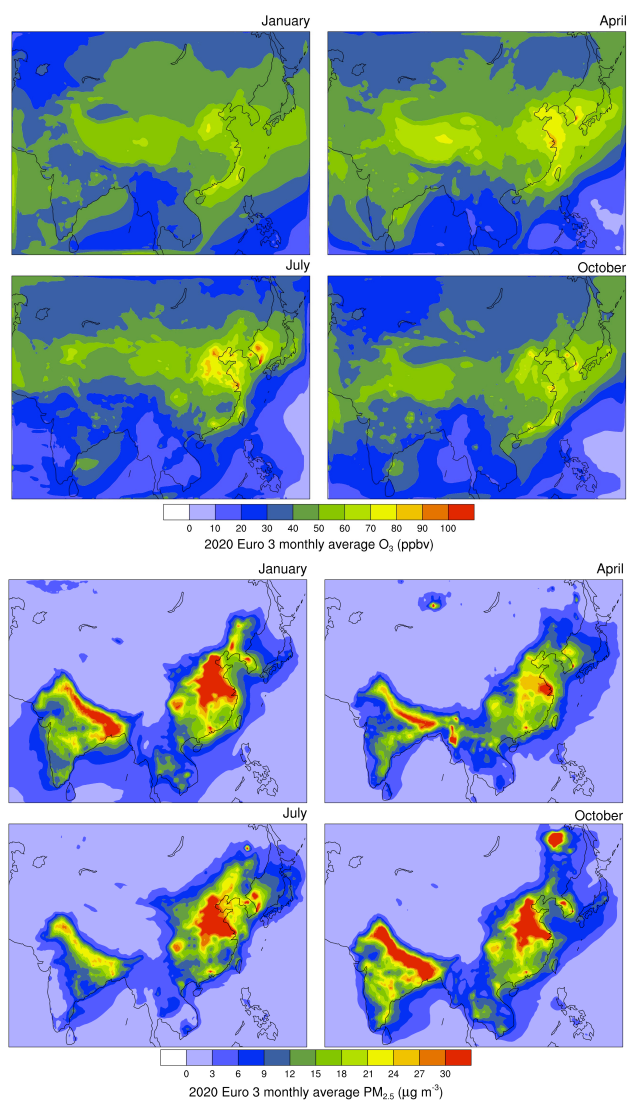 January April
July October
0 10 20 30 40 50 60 70 80 90 100
2020 Euro 3 monthly average O₃ (ppbv)
January April
July October
0 3 6 9 12 15 18 21 24 27 30
2020 Euro 3 monthly average PM₂.₅ (μg m⁻³)